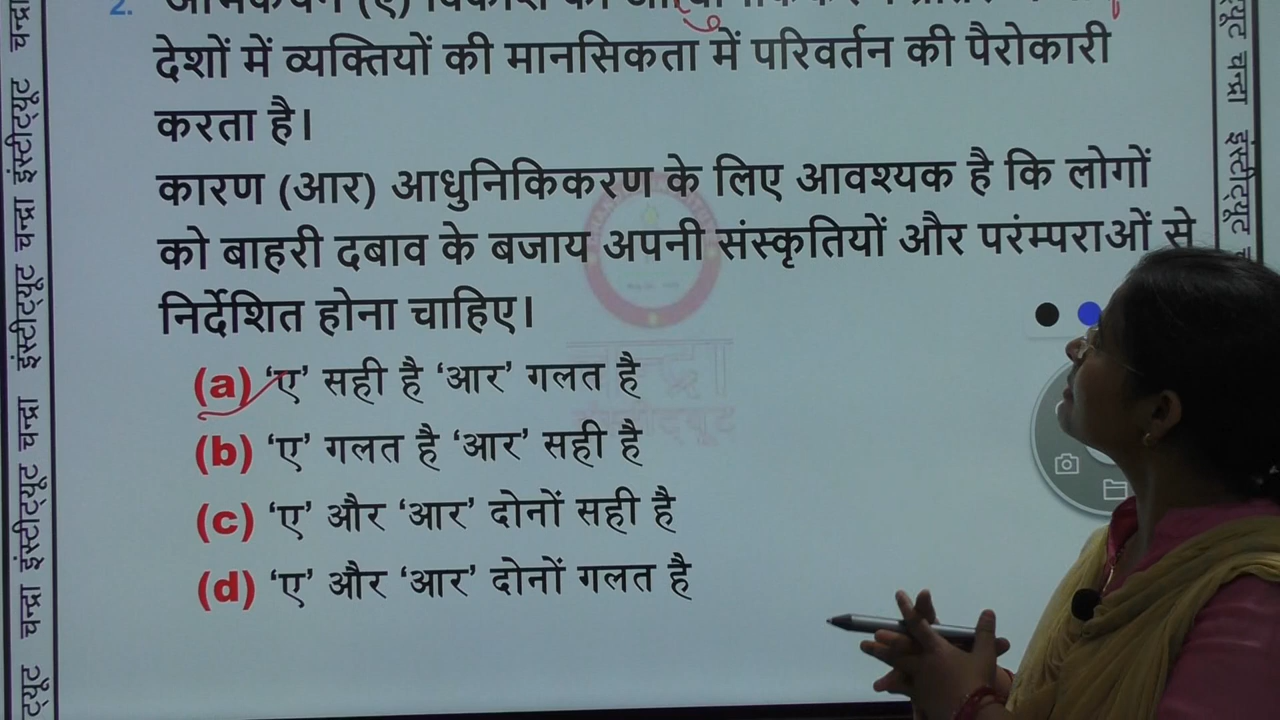 2.
देशों में व्यक्तियों की मानसिकता में परिवर्तन की पैरोकारी
करता है।
कारण (आर) आधुनिकिकरण के लिए आवश्यक है कि लोगों
को बाहरी दबाव के बजाय अपनी संस्कृतियों और परंम्पराओं से
निर्देशित होना चाहिए।
(a) ‘ए’ सही है ‘आर’ गलत है
(b) ‘ए’ गलत है ‘आर’ सही है
(c) ‘ए’ और ‘आर’ दोनों सही है
(d) ‘ए’ और ‘आर’ दोनों गलत है
चन्द्रा इंस्टीट्यूट चन्द्रा इंस्टीट्यूट चन्द्रा
चन्द्रा इंस्टीट्यूट